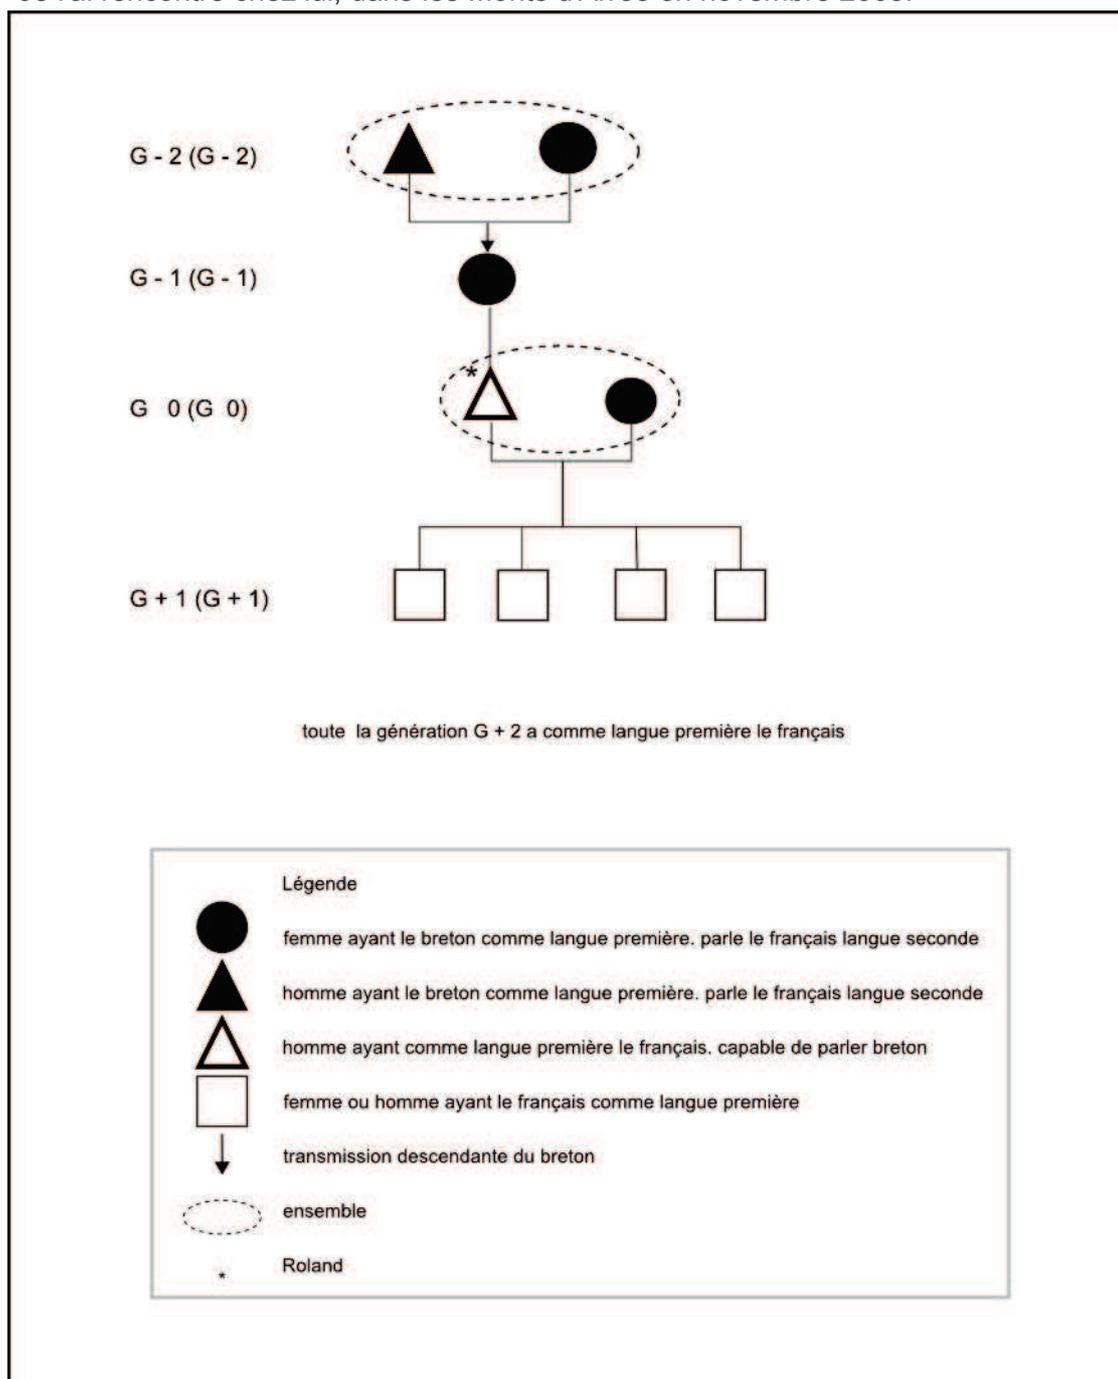 G - 2 (G - 2)
G - 1 (G - 1)
*
G 0 (G 0)
G + 1 (G + 1)
toute la génération G + 2 a comme langue première le français
Légende
femme ayant le breton comme langue première. parle le français langue seconde
homme ayant le breton comme langue première. parle le français langue seconde
homme ayant comme langue première le français. capable de parler breton
femme ou homme ayant le français comme langue première
transmission descendante du breton
ensemble
* Roland